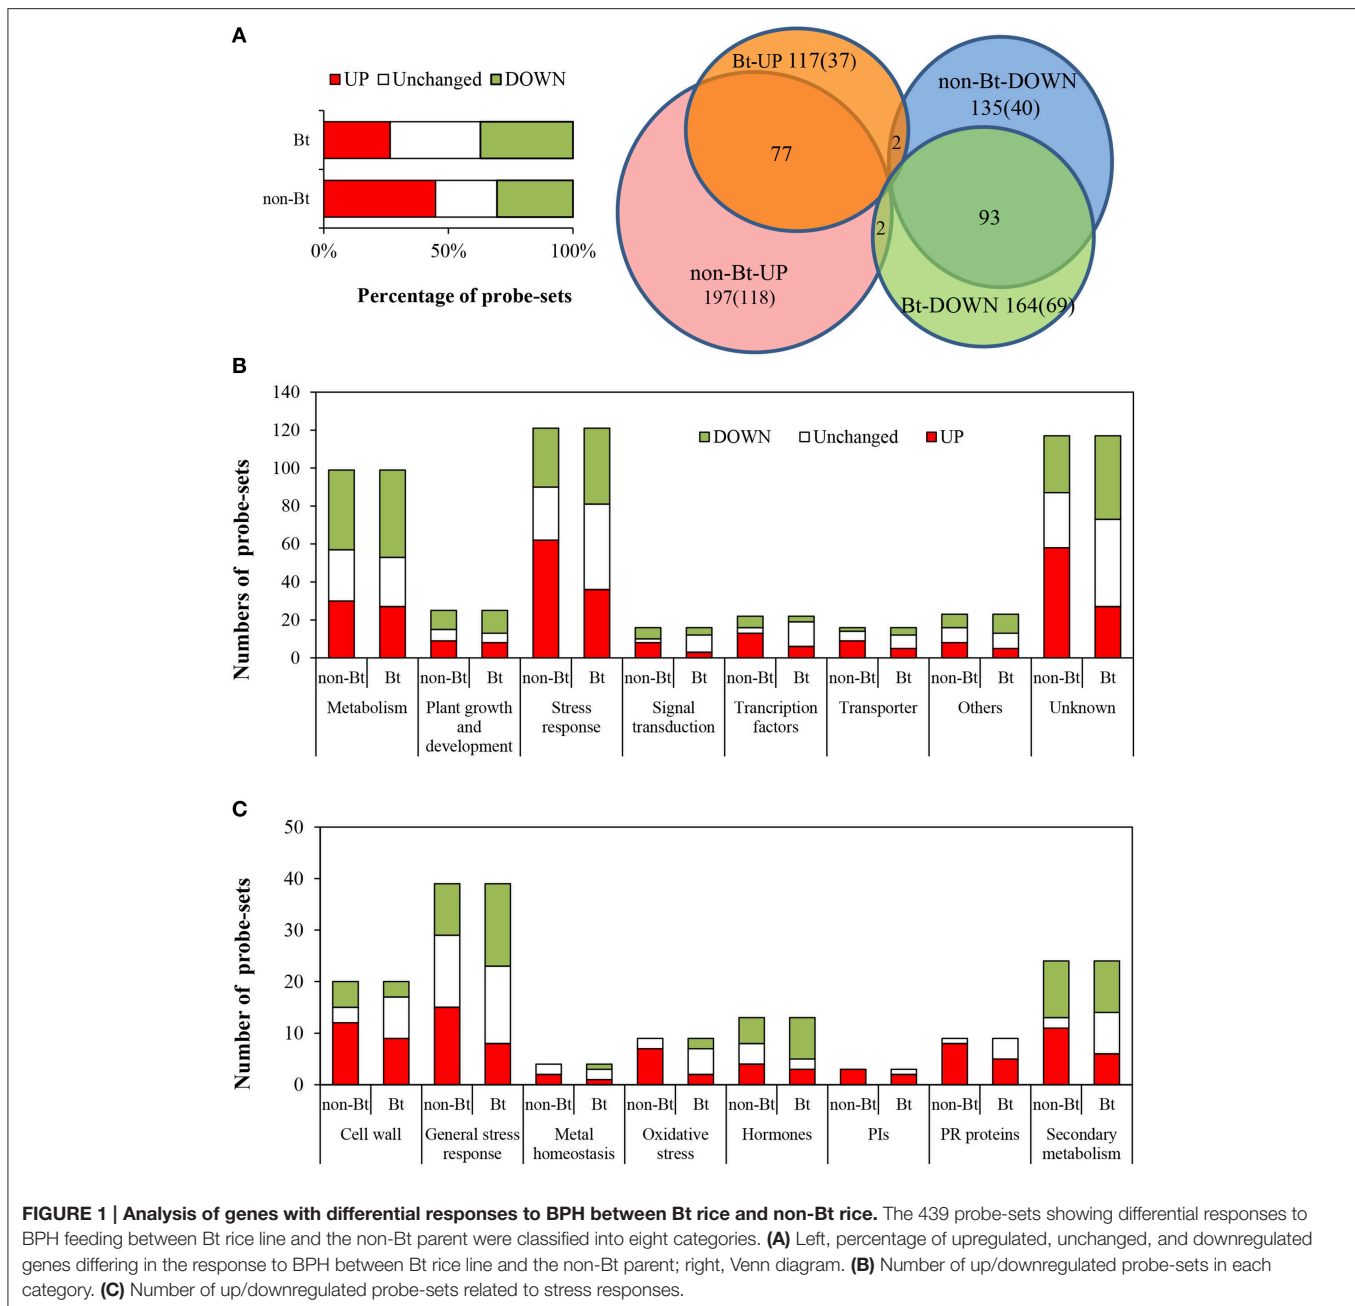 A
UP Unchanged DOWN
Bt
non-Bt
0% 50% 100%
Percentage of probe-sets
Bt-UP 117(37)
non-Bt-DOWN
135(40)
2
77
93
2
non-Bt-UP
197(118)
Bt-DOWN 164(69)
B
Numbers of probe-sets
140
120
100
80
60
40
20
0
DOWN Unchanged UP
non-Bt Bt non-Bt Bt non-Bt Bt non-Bt Bt non-Bt Bt non-Bt Bt non-Bt Bt non-Bt Bt
Metabolism Plant growth Stress Signal Trancription Transporter Others Unknown
and response transduction factors
development
C
Number of probe-sets
50
40
30
20
10
0
non-Bt Bt non-Bt Bt non-Bt Bt non-Bt Bt non-Bt Bt non-Bt Bt non-Bt Bt non-Bt Bt
Cell wall General stress Metal Oxidative Hormones PIs PR proteins Secondary
response homeostasis stress metabolism
FIGURE 1 | Analysis of genes with differential responses to BPH between Bt rice and non-Bt rice. The 439 probe-sets showing differential responses to
BPH feeding between Bt rice line and the non-Bt parent were classified into eight categories. (A) Left, percentage of upregulated, unchanged, and downregulated
genes differing in the response to BPH between Bt rice line and the non-Bt parent; right, Venn diagram. (B) Number of up/downregulated probe-sets in each
category. (C) Number of up/downregulated probe-sets related to stress responses.